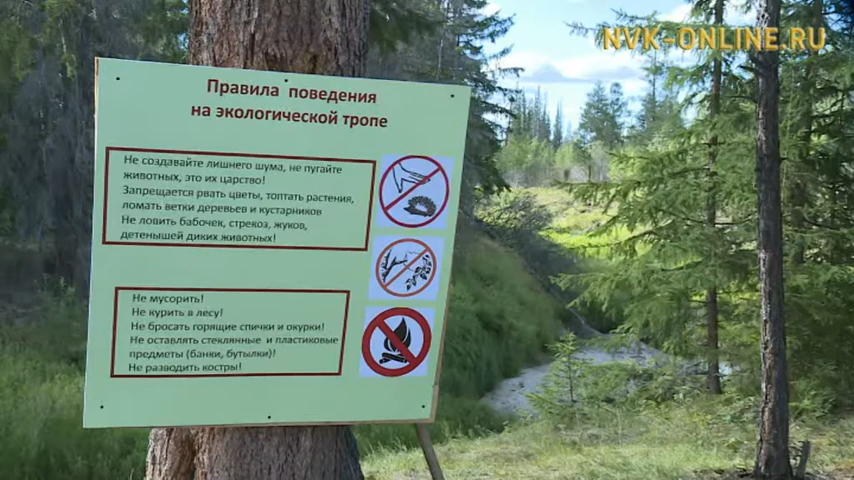 NVK-ONLINE.RU
Правила поведения
на экологической тропе
Не создавайте лишнего шума, не пугайте
животных, это их царство!
Запрещается рвать цветы, топтать растения,
ломать ветки деревьев и кустарников
Не ловить бабочек, стрекоз, жуков,
детенышей диких животных!
Не мусорить!
Не курить в лесу!
Не бросать горящие спички и окурки!
Не оставлять стеклянные и пластиковые
предметы (банки, бутылки)!
Не разводить костры!